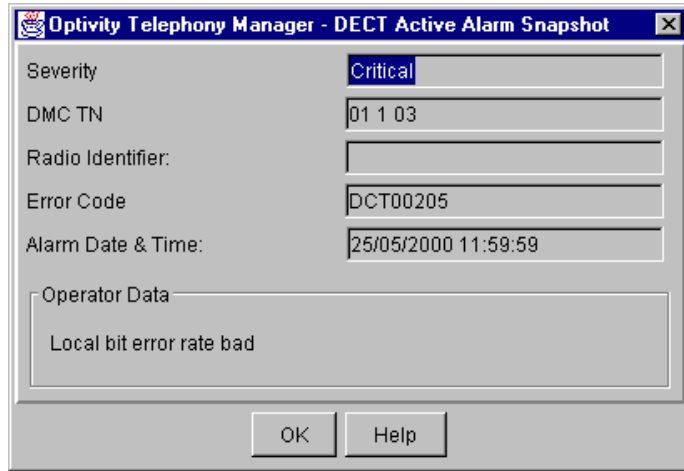 Optivity Telephony Manager - DECT Active Alarm Snapshot
Severity Critical
DMC TN 01 1 03
Radio Identifier:
Error Code DCT00205
Alarm Date & Time: 25/05/2000 11:59:59
Operator Data
Local bit error rate bad
OK Help